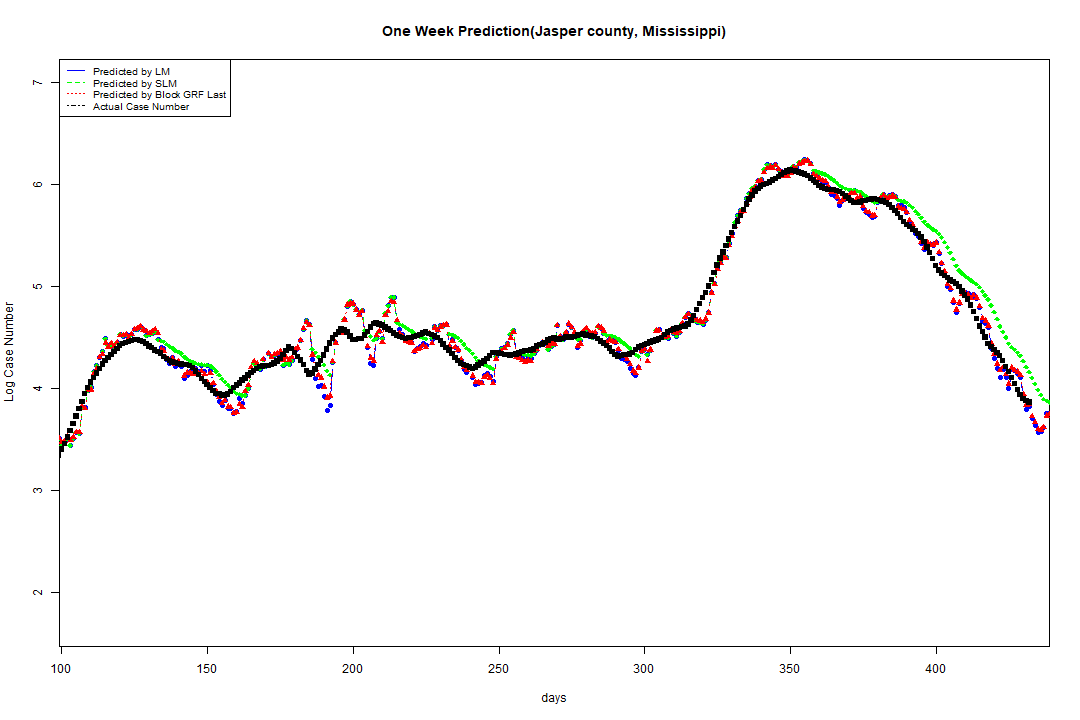 One Week Prediction(Jasper county, Mississippi)
Predicted by LM
Predicted by SLM
Predicted by Block GRF Last
Actual Case Number
7
6
5
4
3
2
Log Case Number
100 150 200 250 300 350 400
days